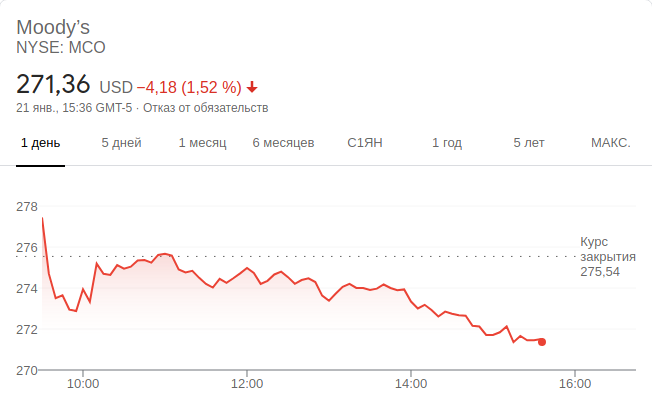 Moody’s
NYSE: MCO
271,36 USD −4,18 (1,52 %)
21 янв., 15:36 GMT-5 · Отказ от обязательств
1 день 5 дней 1 месяц 6 месяцев С1ЯН 1 год 5 лет МАКС.
278
276
274
272
270
Курс
закрытия
275,54
10:00 12:00 14:00 16:00